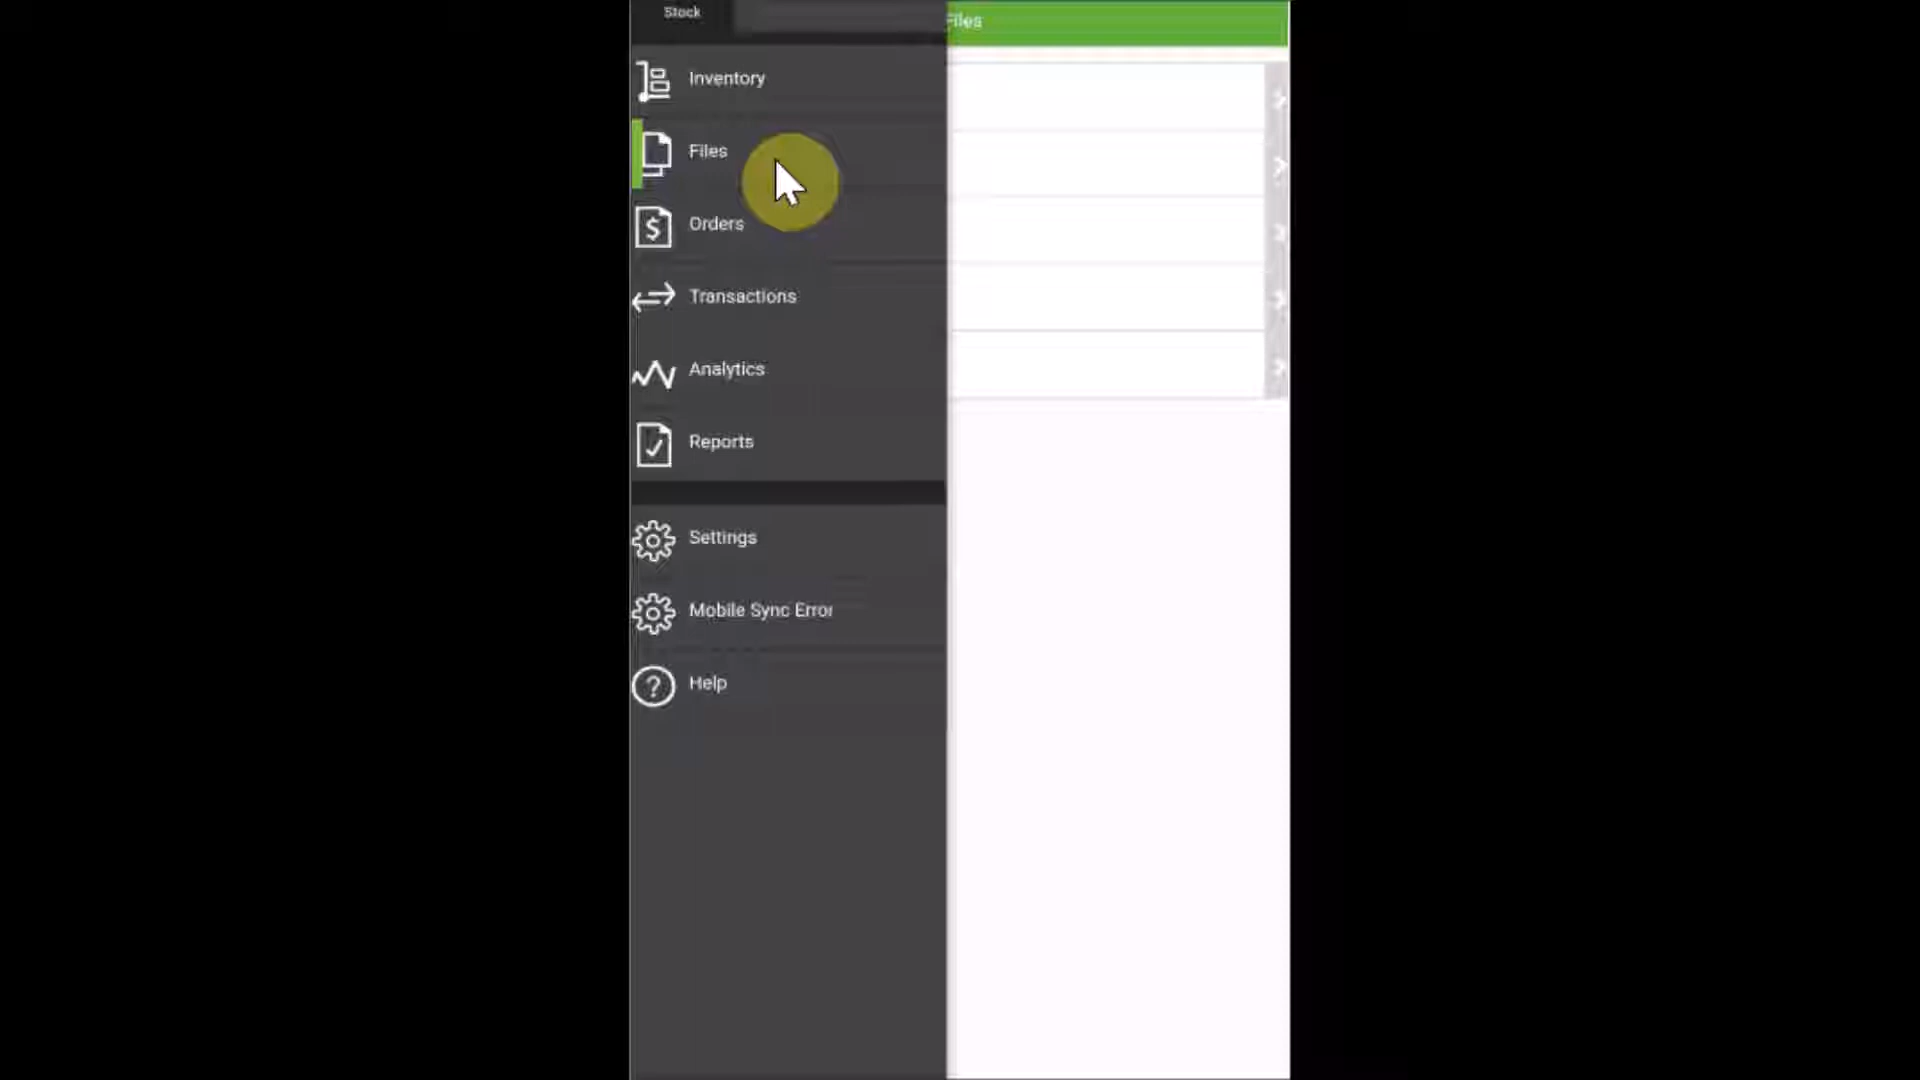 Stock
Files
Inventory
Files
Orders
Transactions
Analytics
Reports
Settings
Mobile Sync Error
Help